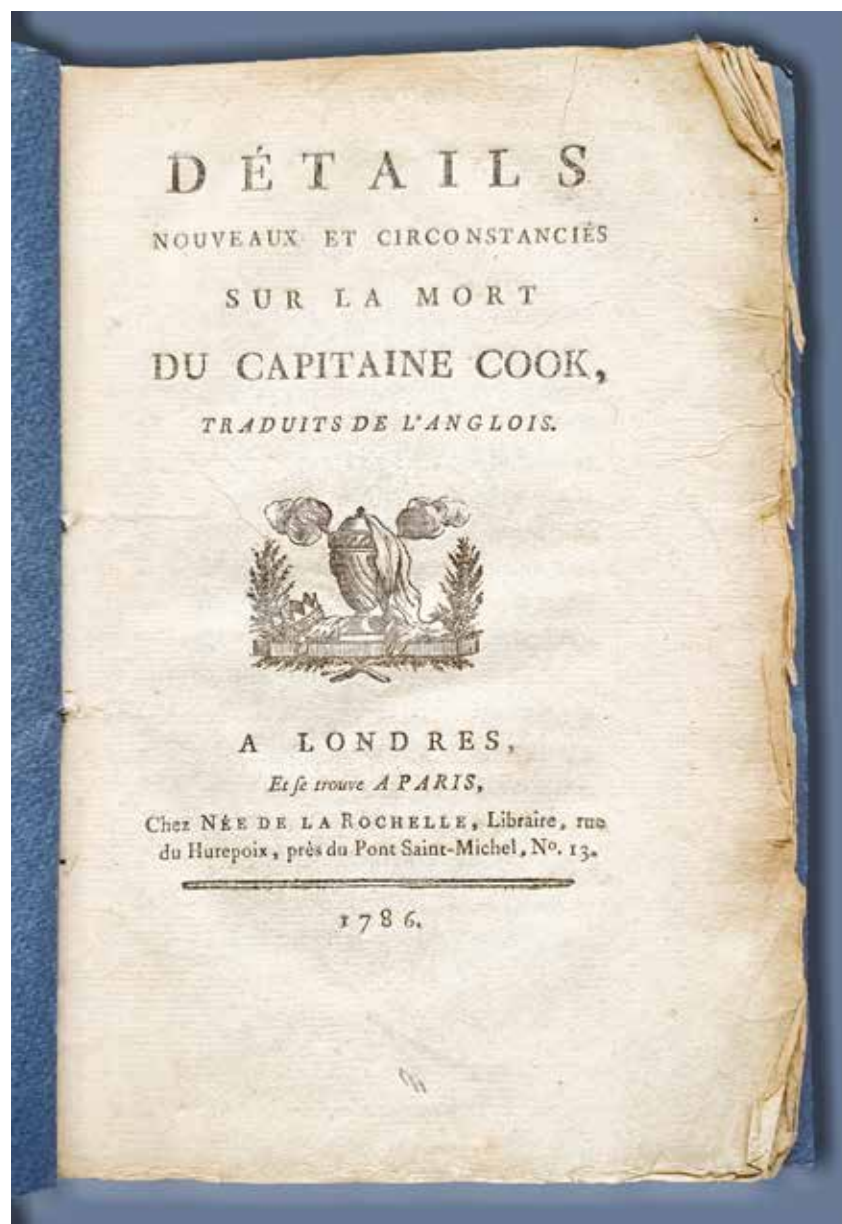 DÉTAILS
NOUVEAUX ET CIRCONSTANCIÉS
SUR LA MORT
DU CAPITAINE COOK,
TRADUITS DE L'ANGLOIS.
A LONDRES,
Et ſe trouve A PARIS,
Chez NÉE DE LA ROCHELLE, Libraire, rue
du Hurepoix, près du Pont Saint-Michel, Nº. 13.
1786.